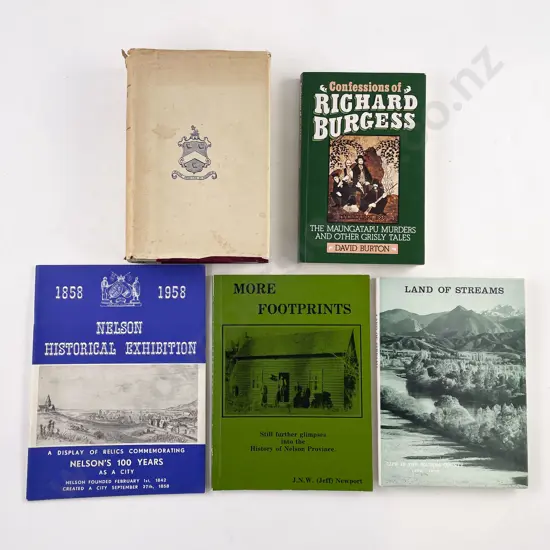 Confessions of
RICHARD
BURGESS
THE MAUNGATAPU MURDERS
AND OTHER GRISLY TALES
DAVID BURTON
1858 1958
NELSON
HISTORICAL EXHIBITION
A DISPLAY OF RELICS COMMEMORATING
NELSON'S 100 YEARS
AS A CITY
NELSON FOUNDED FEBRUARY 1st. 1842
CREATED A CITY SEPTEMBER 27th, 1858
MORE
FOOTPRINTS
Still further glimpses
into the
History of Nelson Province.
J.N.W. (Jeff) Newport
LAND OF STREAMS
.co.nz